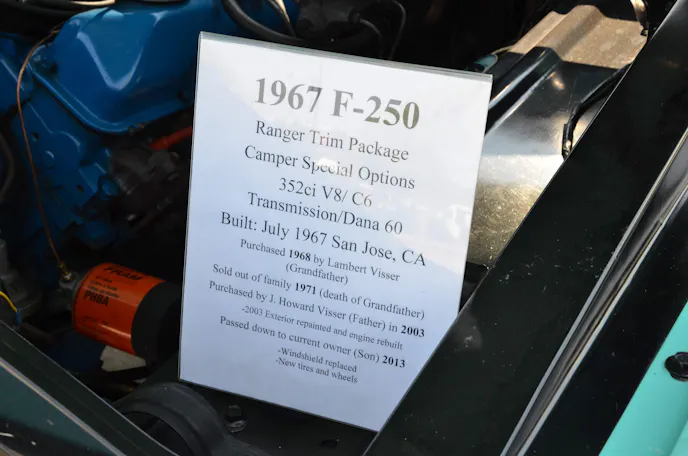 1967 F-250
Ranger Trim Package
Camper Special Options
352ci V8/ C6
Transmission/Dana 60
Built: July 1967 San Jose, CA
Purchased 1968 by Lambert Visser
(Grandfather)
Sold out of family 1971 (death of Grandfather)
Purchased by J. Howard Visser (Father) in 2003
-2003 Exterior repainted and engine rebuilt
Passed down to current owner (Son) 2013
-Windshield replaced
-New tires and wheels
FRAM
PH8A